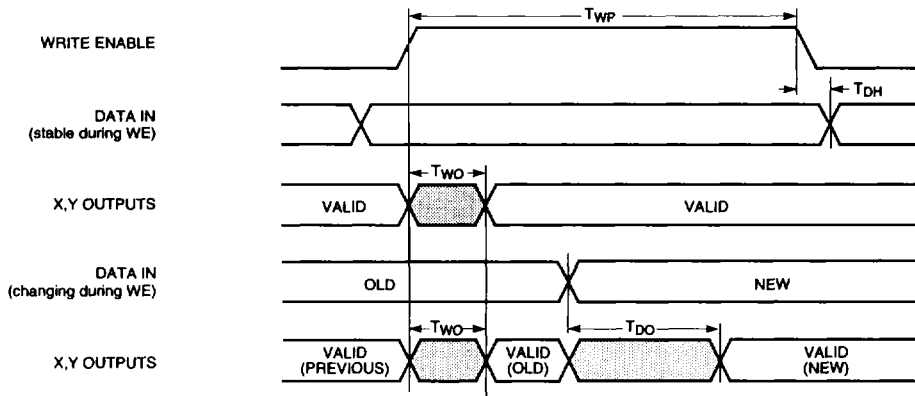 TWP
WRITE ENABLE
TDH
DATA IN
(stable during WE)
TWO
X,Y OUTPUTS
VALID
VALID
DATA IN
(changing during WE)
OLD
NEW
TWO
TDO
X,Y OUTPUTS
VALID
(PREVIOUS)
VALID
(OLD)
VALID
(NEW)